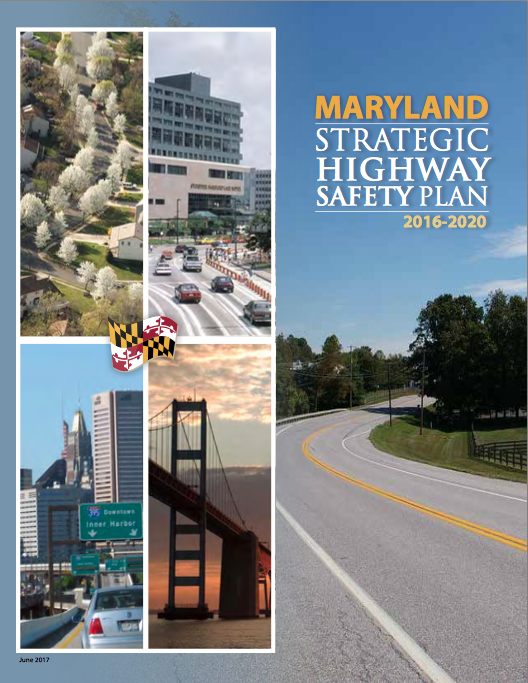 MARYLAND
STRATEGIC
HIGHWAY
SAFETY PLAN
2016-2020
395 Downtown
Inner Harbor
June 2017